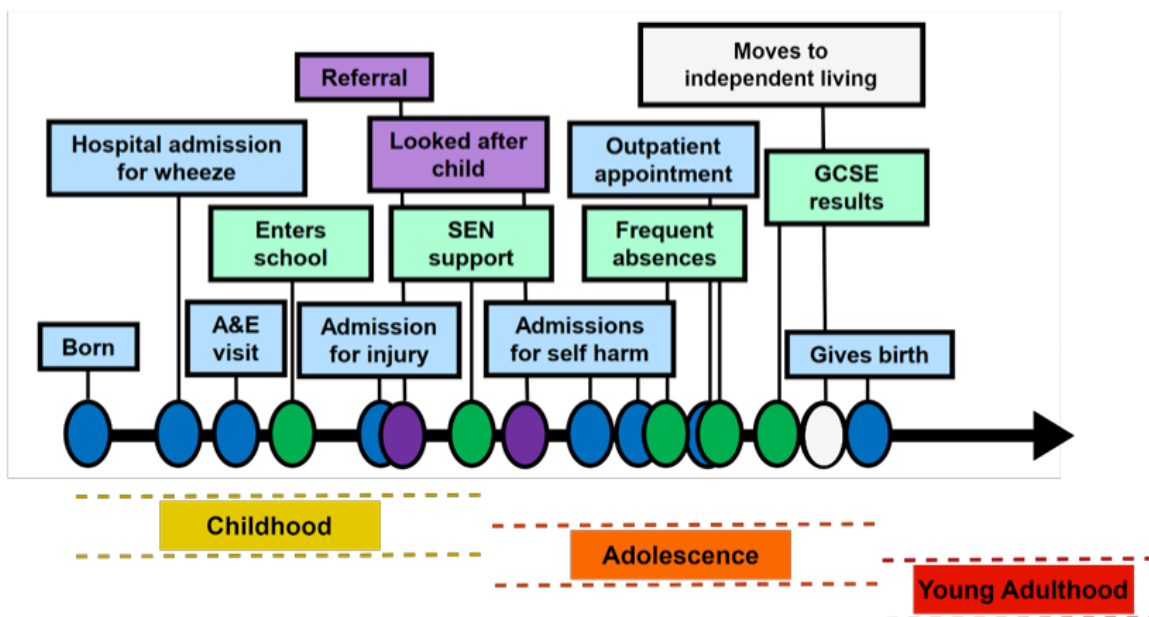 Moves to
independent living
Referral
Hospital admission
for wheeze
Looked after
child
Outpatient
appointment
GCSE
results
Enters
school
SEN
support
Frequent
absences
Born
A&E
visit
Admission
for injury
Admissions
for self harm
Gives birth
Childhood
Adolescence
Young Adulthood